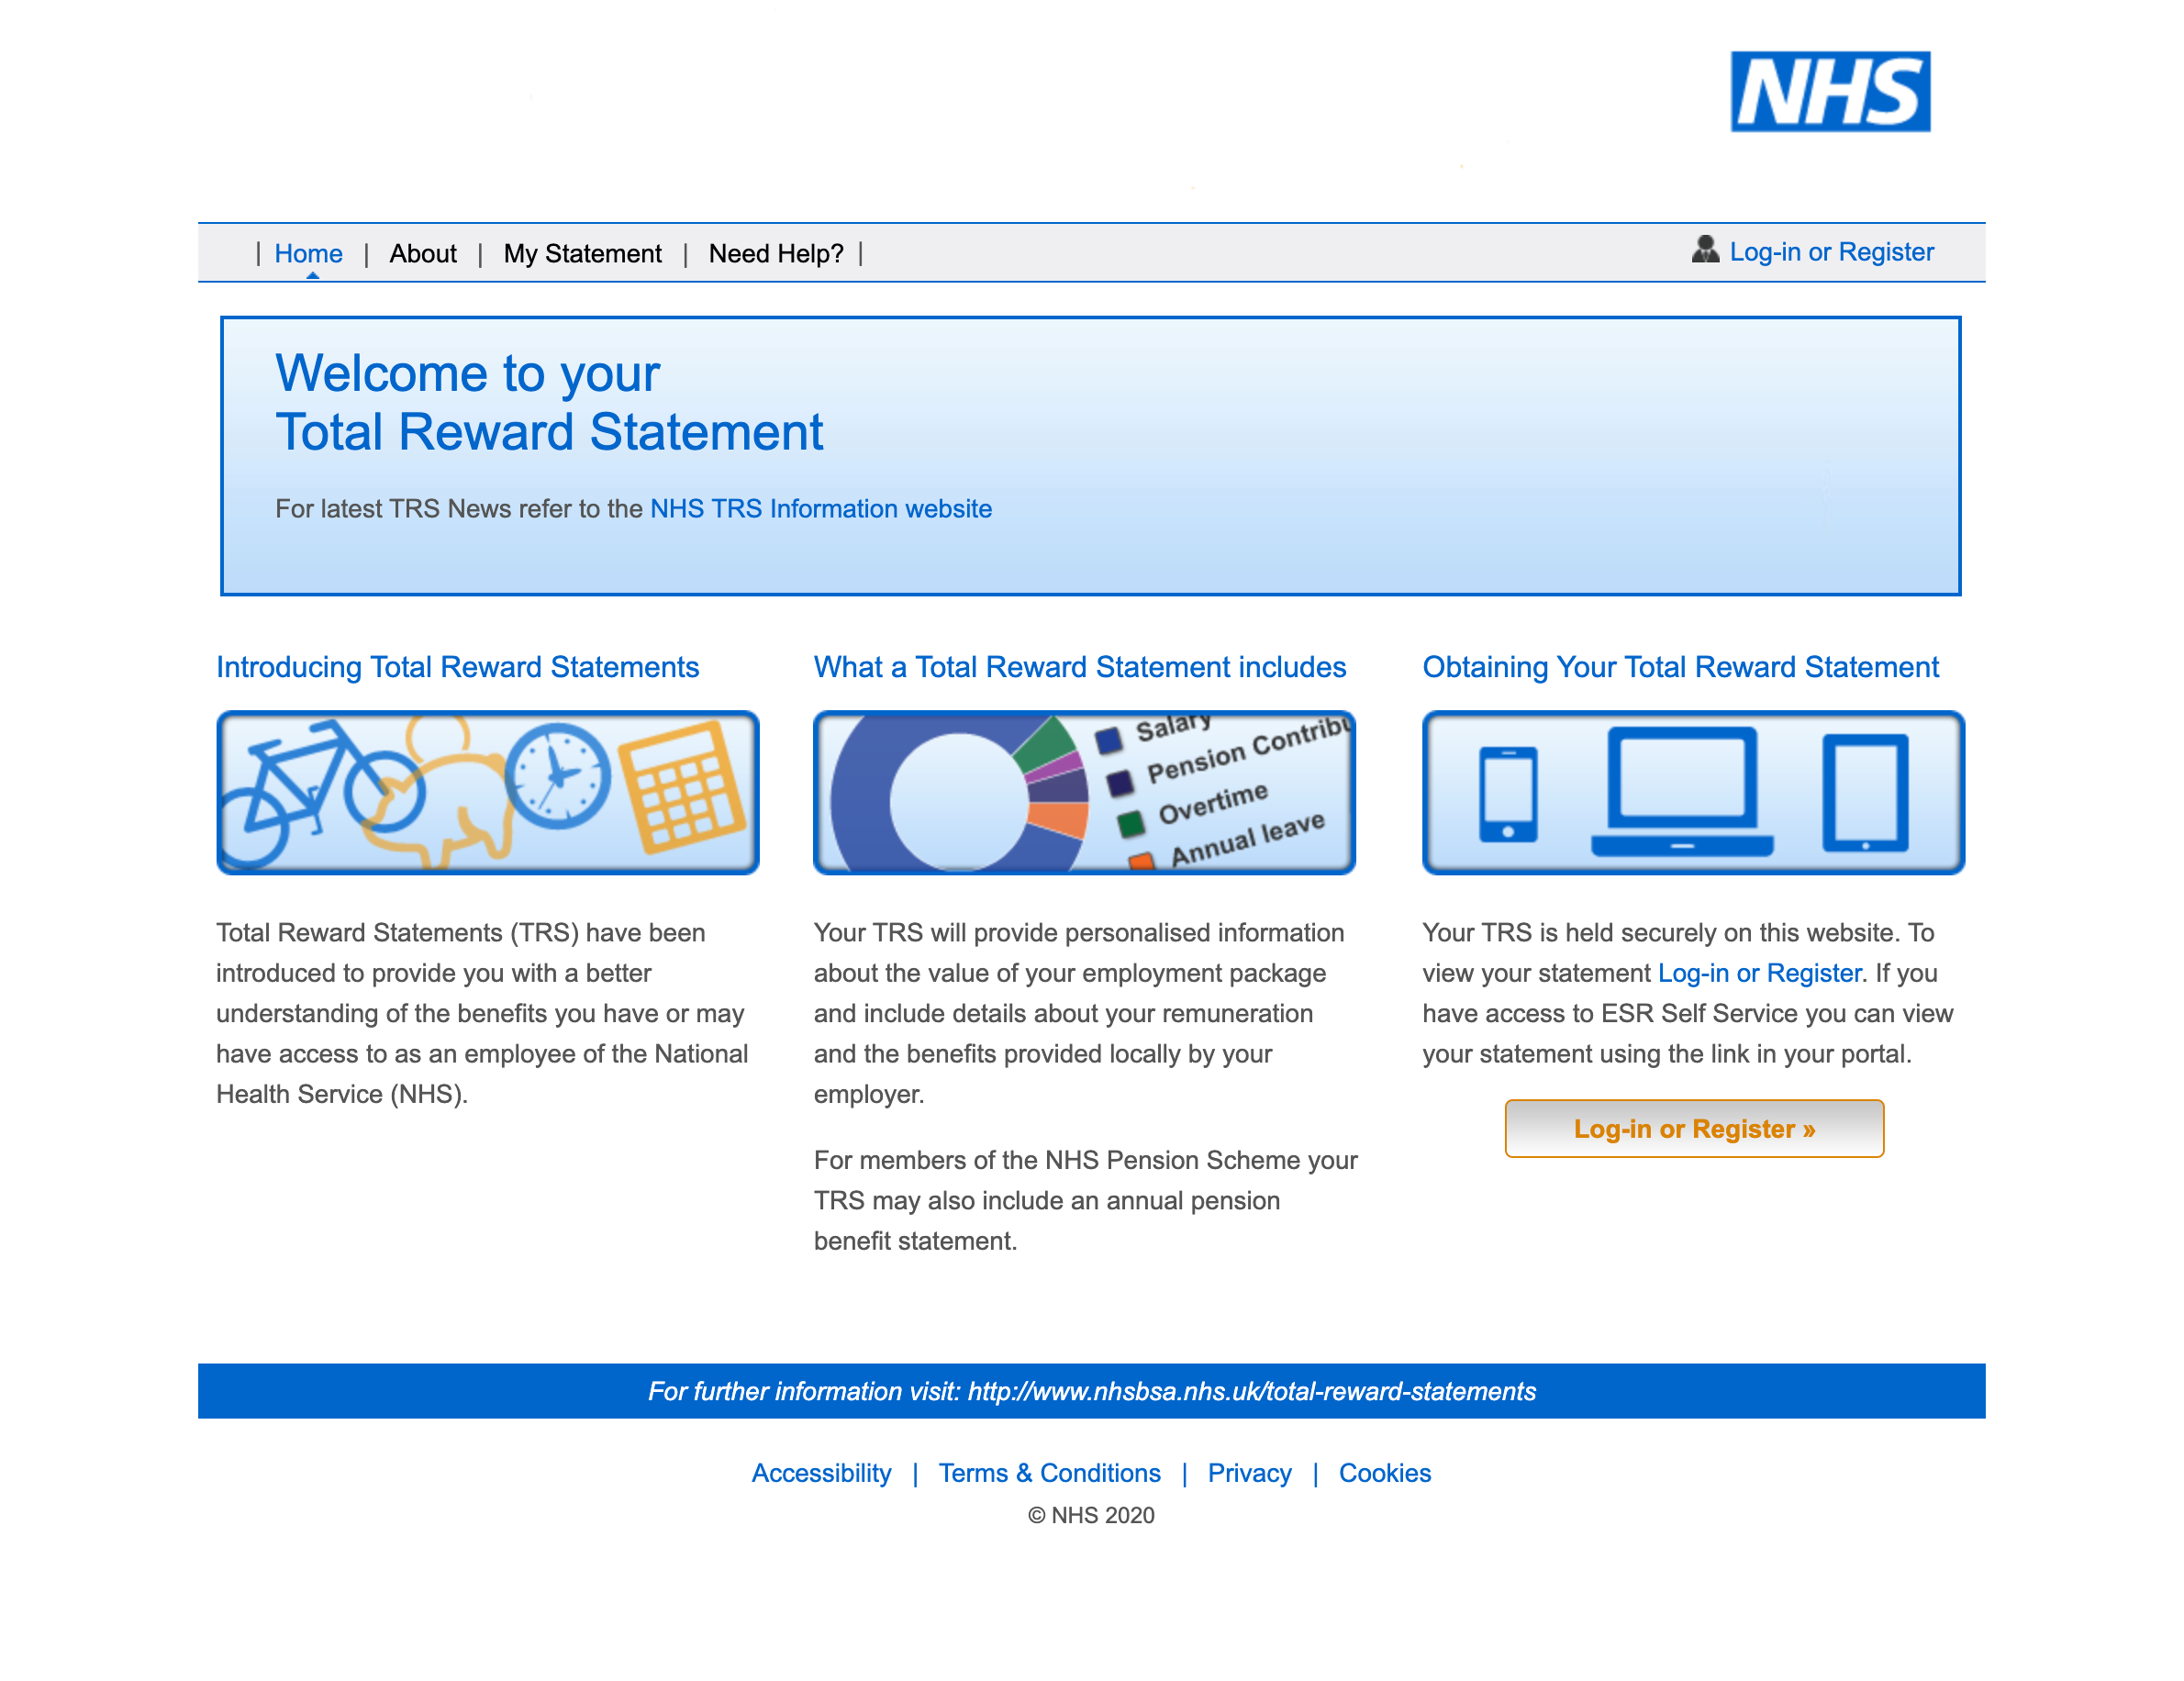 NHS
| Home | About | My Statement | Need Help? |
Log-in or Register
Welcome to your
Total Reward Statement
For latest TRS News refer to the NHS TRS Information website
Introducing Total Reward Statements
Total Reward Statements (TRS) have been
introduced to provide you with a better
understanding of the benefits you have or may
have access to as an employee of the National
Health Service (NHS).
What a Total Reward Statement includes
Salary
Pension Contribu
Overtime
Annual leave
Your TRS will provide personalised information
about the value of your employment package
and include details about your remuneration
and the benefits provided locally by your
employer.
For members of the NHS Pension Scheme your
TRS may also include an annual pension
benefit statement.
Obtaining Your Total Reward Statement
Your TRS is held securely on this website. To
view your statement Log-in or Register. If you
have access to ESR Self Service you can view
your statement using the link in your portal.
Log-in or Register »
For further information visit: http://www.nhsbsa.nhs.uk/total-reward-statements
Accessibility | Terms & Conditions | Privacy | Cookies
© NHS 2020